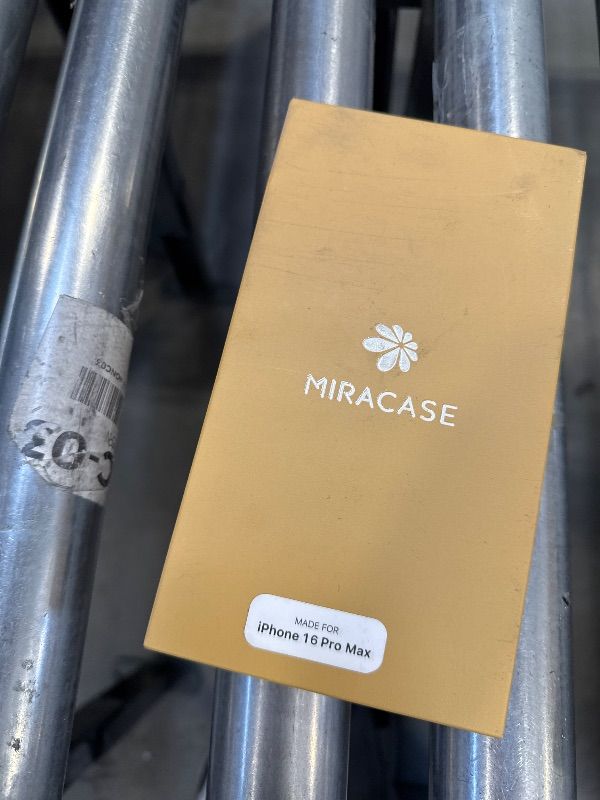 MIRACASE
MADE FOR
iPhone 16 Pro Max
C-03